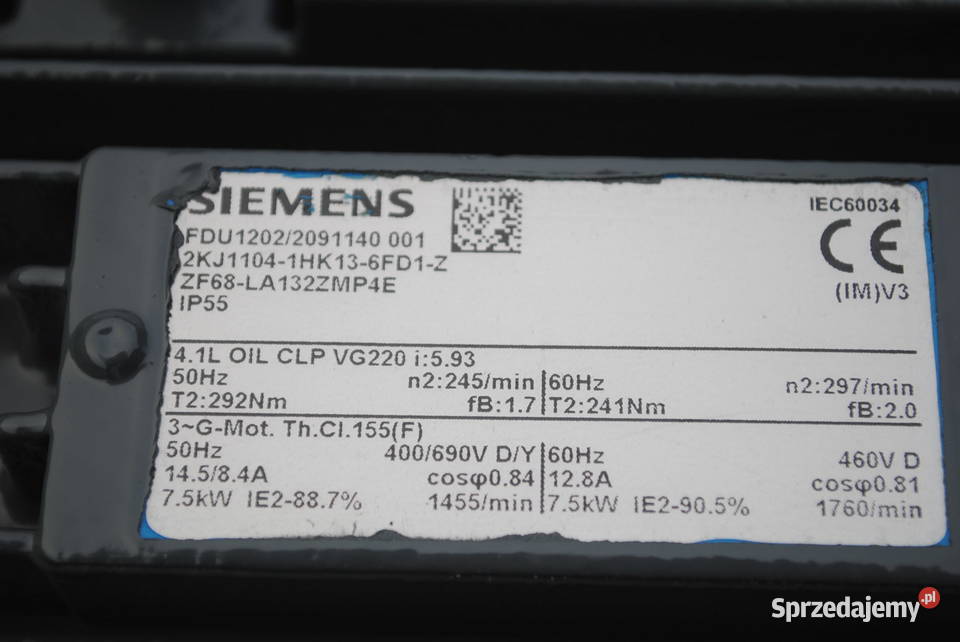 SIEMENS
IEC60034
FDU1202/2091140 001
CE
2KJ1104-1HK13-6FD1-Z
ZF68-LA132ZMP4E
(IM)V3
IP55
4.1L OIL CLP VG220 i:5.93
50Hz n2:245/min 60Hz n2:297/min
T2:292Nm fB:1.7 T2:241Nm fB:2.0
3~G-Mot. Th.Cl.155(F)
50Hz 400/690V D/Y 60Hz 460V D
14.5/8.4A cosφ0.84 12.8A cosφ0.81
7.5kW IE2-88.7% 1455/min 7.5kW IE2-90.5% 1760/min
Sprzedajemy.pl